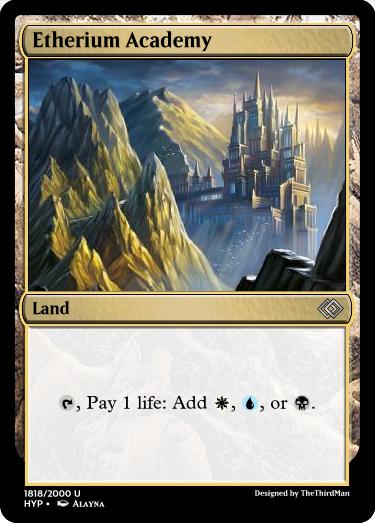 Etherium Academy
Land
, Pay 1 life: Add , , or .
1818/2000 U
HYP • Alayna
Designed by TheThirdMan